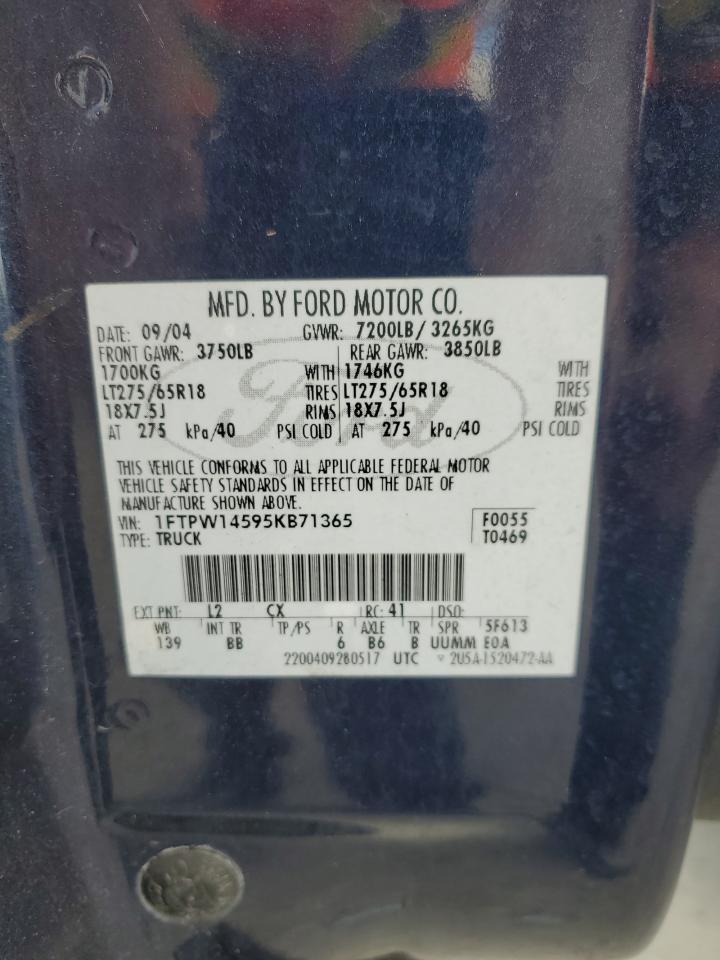 MFD. BY FORD MOTOR CO.
DATE: 09/04 GVWR: 7200LB/ 3265KG
FRONT GAWR: 3750LB REAR GAWR: 3850LB
1700KG WITH 1746KG WITH
LT275/65R18 TIRES LT275/65R18 TIRES
18X7.5J RIMS 18X7.5J RIMS
AT 275 kPa/40 PSI COLD AT 275 kPa/40 PSI COLD
THIS VEHICLE CONFORMS TO ALL APPLICABLE FEDERAL MOTOR
VEHICLE SAFETY STANDARDS IN EFFECT ON THE DATE OF
MANUFACTURE SHOWN ABOVE.
VIN: 1FTPW14595KB71365 F0055
TYPE: TRUCK T0469
EXT PNT: L2 CX RC: 41 DSO:
WB INT TR TP/PS R AXLE TR SPR 5F613
139 BB 6 B6 B UUMM EOA
2200409280517 UTC 2U5A-1520472-AA
Ford